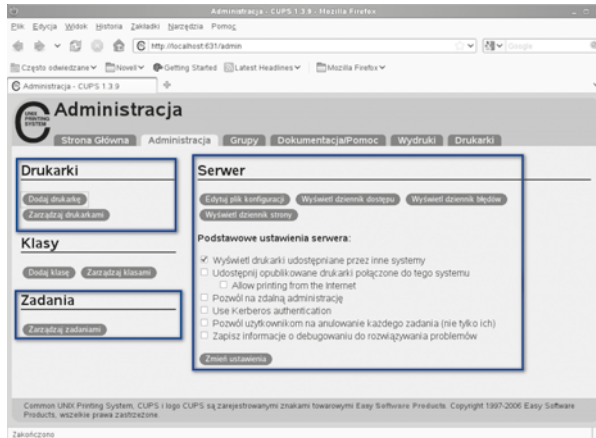 Administracja - CUPS 1.3.9 - Mozilla Firefox
Plik Edycja Widok Historia Zakładki Narzędzia Pomoc
http://localhost:631/admin
Google
Często odwiedzane Novell Getting Started Latest Headlines Mozilla Firefox
Administracja - CUPS 1.3.9
UNIX PRINTING SYSTEM
Administracja
Strona Główna Administracja Grupy Dokumentacja/Pomoc Wydruki Drukarki
Drukarki
Dodaj drukarkę
Zarządzaj drukarkami
Klasy
Dodaj klasę Zarządzaj klasami
Zadania
Zarządzaj zadaniami
Serwer
Edytuj plik konfiguracji Wyświetl dziennik dostępu Wyświetl dziennik błędów
Wyświetl dziennik strony
Podstawowe ustawienia serwera:
Wyświetl drukarki udostępniane przez inne systemy
Udostępnij opublikowane drukarki połączone do tego systemu
Allow printing from the Internet
Pozwól na zdalną administrację
Use Kerberos authentication
Pozwól użytkownikom na anulowanie każdego zadania (nie tylko ich)
Zapisz informacje o debugowaniu do rozwiązywania problemów
Zmień ustawienia
Common UNIX Printing System, CUPS i logo CUPS są zarejestrowanymi znakami towarowymi Easy Software Products. Copyright 1997-2006 Easy Software
Products, wszelkie prawa zastrzeżone.
Zakończono